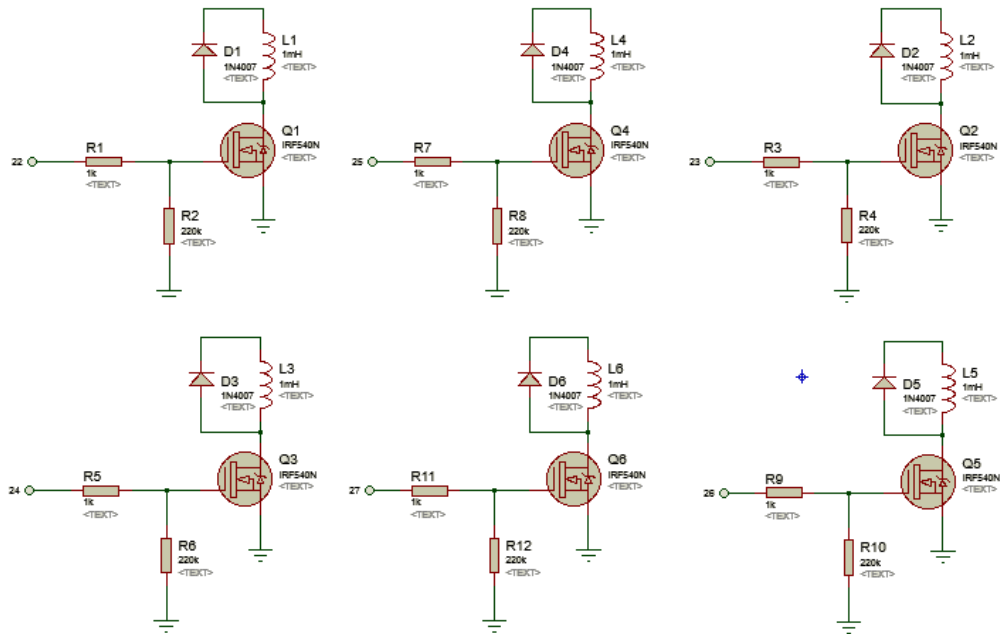 D1
1N4007
<TEXT>
L1
1mH
<TEXT>
Q1
IRF540N
<TEXT>
22
R1
1k
<TEXT>
R2
220k
<TEXT>
D4
1N4007
<TEXT>
L4
1mH
<TEXT>
Q4
IRF540N
<TEXT>
25
R7
1k
<TEXT>
R8
220k
<TEXT>
D2
1N4007
<TEXT>
L2
1mH
<TEXT>
Q2
IRF540N
<TEXT>
23
R3
1k
<TEXT>
R4
220k
<TEXT>
D3
1N4007
<TEXT>
L3
1mH
<TEXT>
Q3
IRF540N
<TEXT>
24
R5
1k
<TEXT>
R6
220k
<TEXT>
D6
1N4007
<TEXT>
L6
1mH
<TEXT>
Q6
IRF540N
<TEXT>
27
R11
1k
<TEXT>
R12
220k
<TEXT>
D5
1N4007
<TEXT>
L5
1mH
<TEXT>
Q5
IRF540N
<TEXT>
26
R9
1k
<TEXT>
R10
220k
<TEXT>